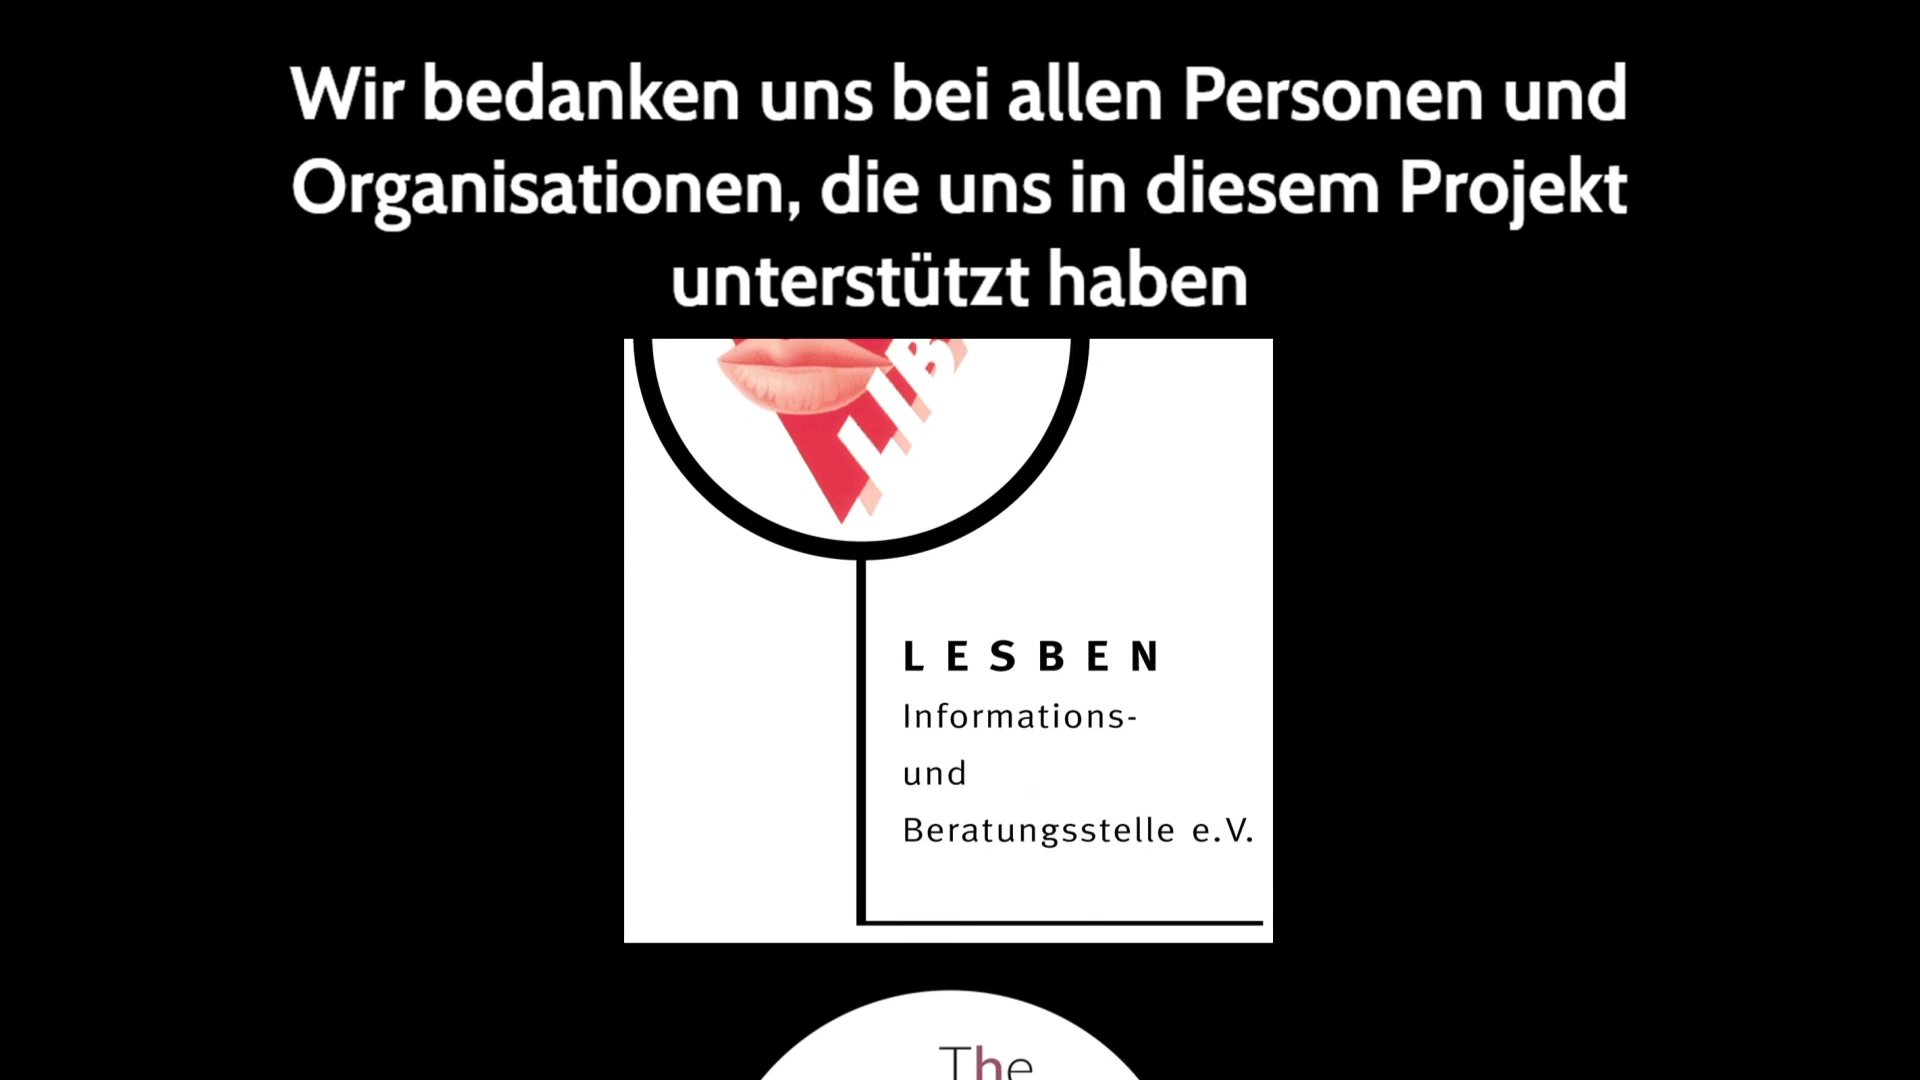 Wir bedanken uns bei allen Personen und
Organisationen, die uns in diesem Projekt
unterstützt haben
LIB
LESBEN
Informations-
und
Beratungsstelle e.V.
The